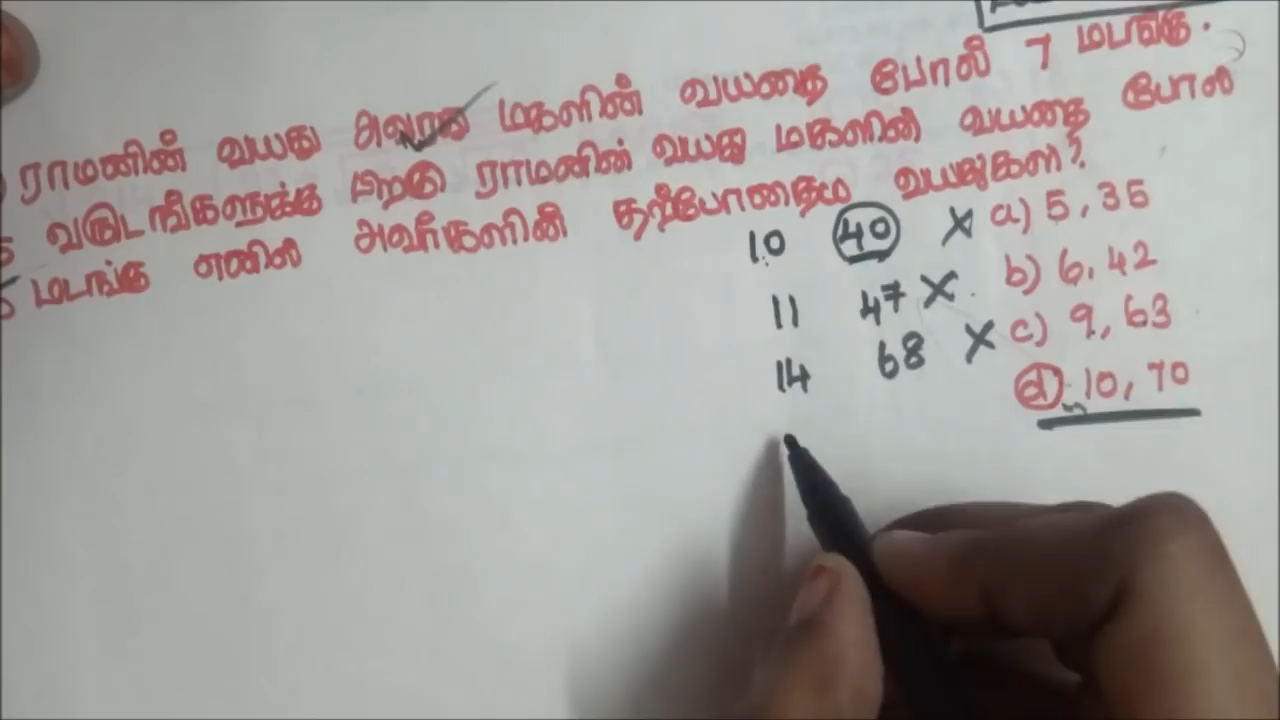 ராமனின் வயது அவரது மகளின் வயதை போல் 7 மடங்கு.
5 வருடங்களுக்கு பிறகு ராமனின் வயது மகளின் வயதை போல்
5 மடங்கு எனில் அவர்களின் தற்போதைய வயதுகள்?
10 40 X a) 5, 35
11 47 X b) 6, 42
14 68 X c) 9, 63
d) 10, 70